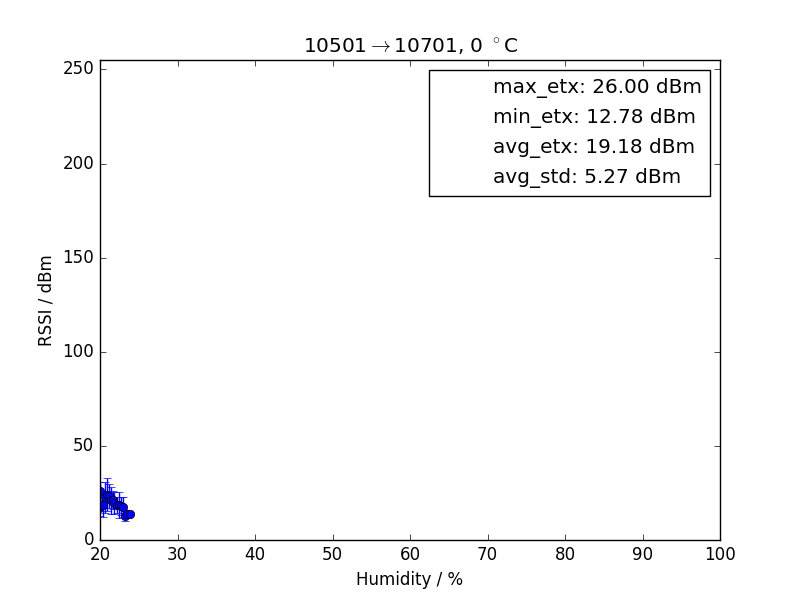 10501→10701, 0 °C
max_etx: 26.00 dBm
min_etx: 12.78 dBm
avg_etx: 19.18 dBm
avg_std: 5.27 dBm
RSSI / dBm
250
200
150
100
50
0
20 30 40 50 60 70 80 90 100
Humidity / %